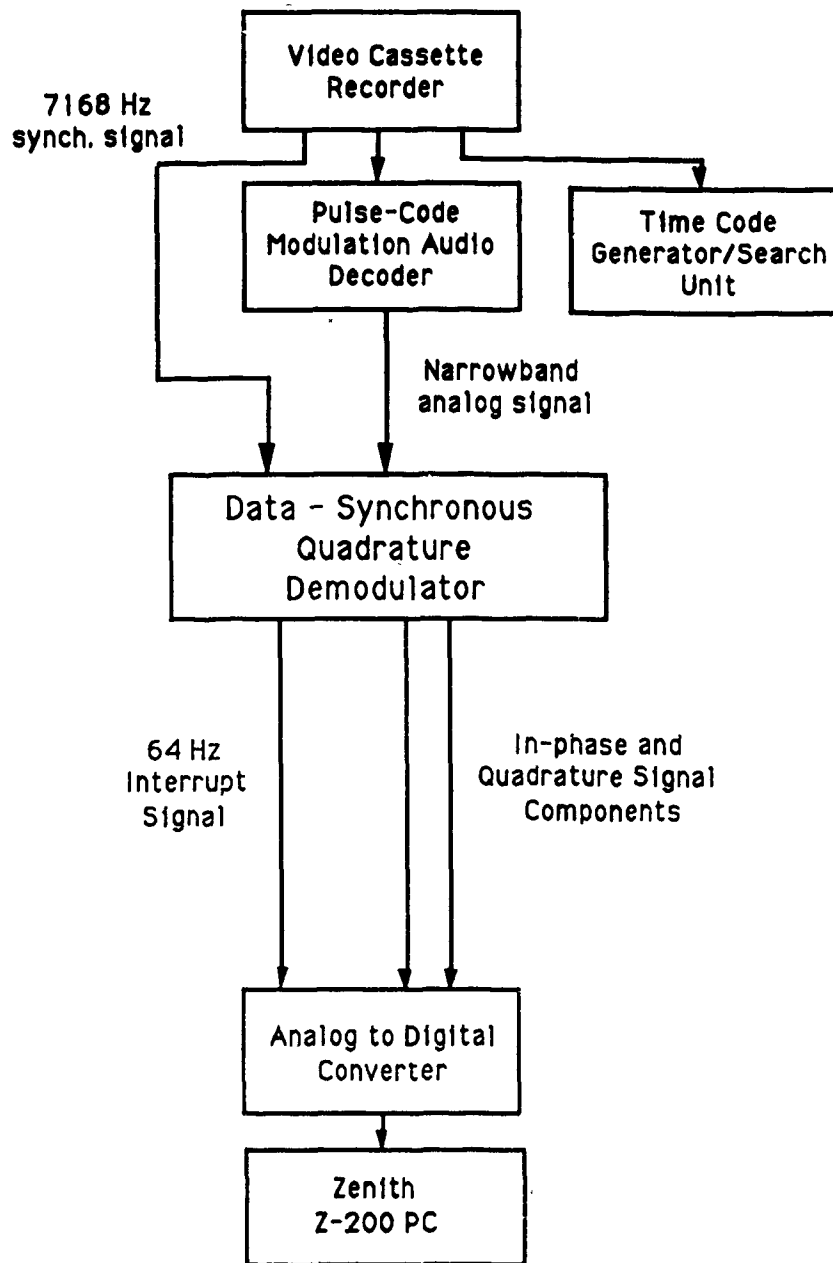 Video Cassette
Recorder
7168 Hz
synch. signal
Pulse-Code
Modulation Audio
Decoder
Time Code
Generator/Search
Unit
Narrowband
analog signal
Data - Synchronous
Quadrature
Demodulator
64 Hz
Interrupt
Signal
In-phase and
Quadrature Signal
Components
Analog to Digital
Converter
Zenith
Z-200 PC